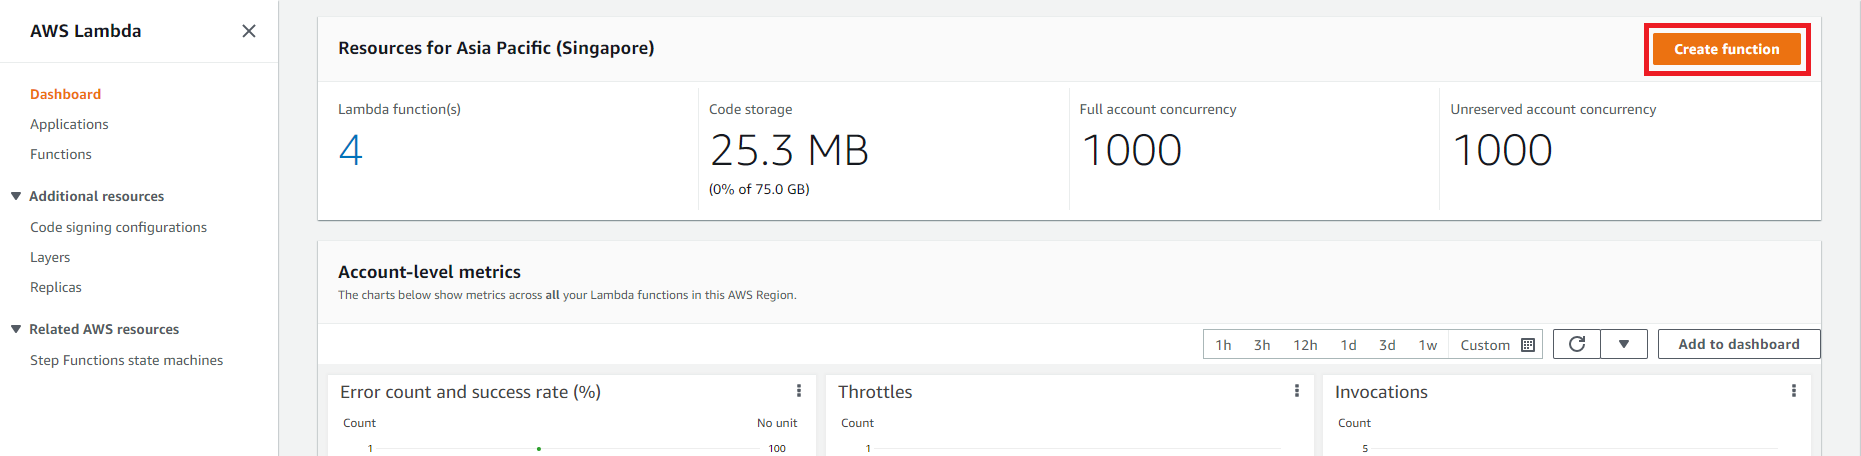 AWS Lambda
Dashboard
Applications
Functions
Additional resources
Code signing configurations
Layers
Replicas
Related AWS resources
Step Functions state machines
Resources for Asia Pacific (Singapore)
Create function
Lambda function(s)
4
Code storage
25.3 MB
(0% of 75.0 GB)
Full account concurrency
1000
Unreserved account concurrency
1000
Account-level metrics
The charts below show metrics across all your Lambda functions in this AWS Region.
1h 3h 12h 1d 3d 1w Custom
Add to dashboard
Error count and success rate (%)
Count No unit
1 100
Throttles
Count
1
Invocations
Count
5